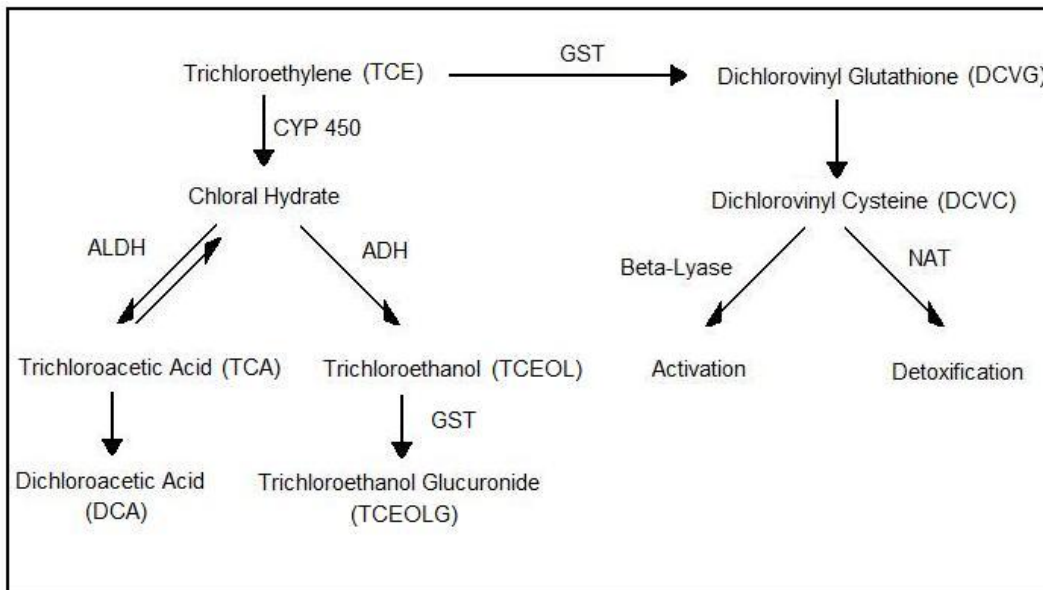 GST
Trichloroethylene (TCE)
Dichlorovinyl Glutathione (DCVG)
CYP 450
Chloral Hydrate
Dichlorovinyl Cysteine (DCVC)
ALDH
ADH
Beta-Lyase
NAT
Trichloroacetic Acid (TCA)
Trichloroethanol (TCEOL)
Activation
Detoxification
GST
Dichloroacetic Acid
(DCA)
Trichloroethanol Glucuronide
(TCEOLG)